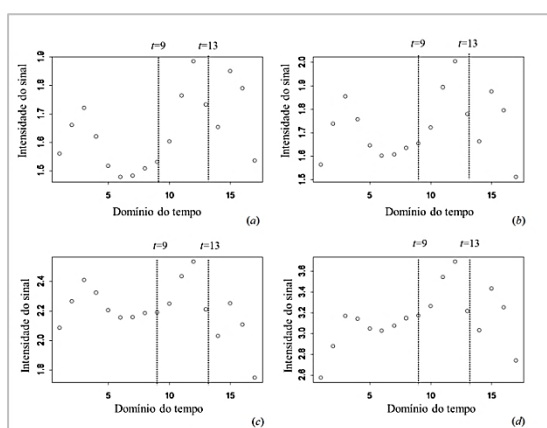 t=9 t=13
Intensidade do sinal
1.5 1.6 1.7 1.8 1.9
5 10 15
Domínio do tempo
(a)
t=9 t=13
Intensidade do sinal
1.5 1.6 1.7 1.8 1.9 2.0
5 10 15
Domínio do tempo
(b)
t=9 t=13
Intensidade do sinal
1.8 2.0 2.2 2.4
5 10 15
Domínio do tempo
(c)
t=9 t=13
Intensidade do sinal
2.6 2.8 3.0 3.2 3.4 3.6
5 10 15
Domínio do tempo
(d)